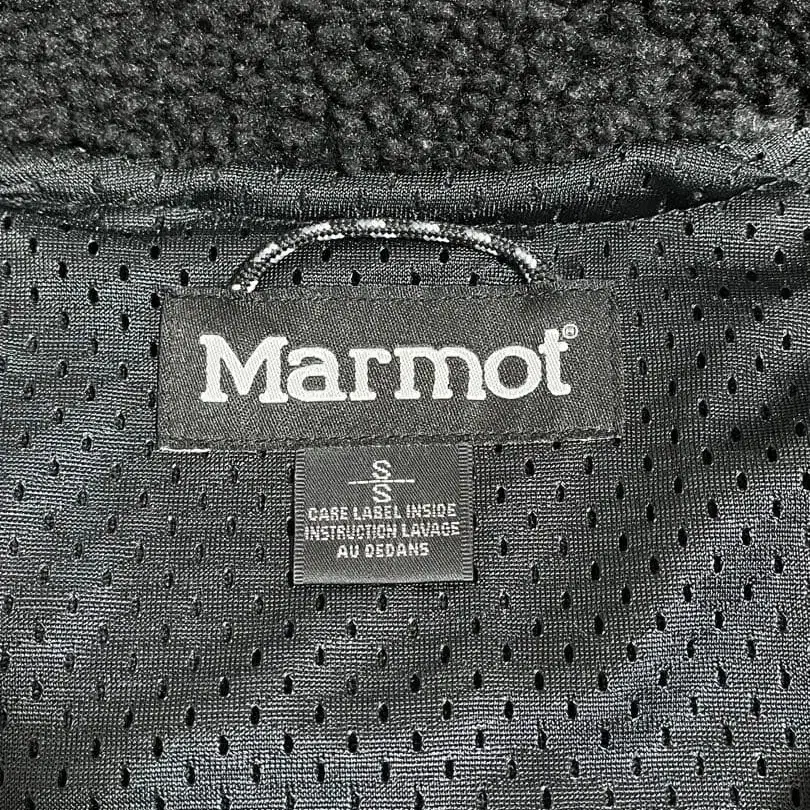 Marmot®
S
S
CARE LABEL INSIDE
INSTRUCTION LAVAGE
AU DEDANS